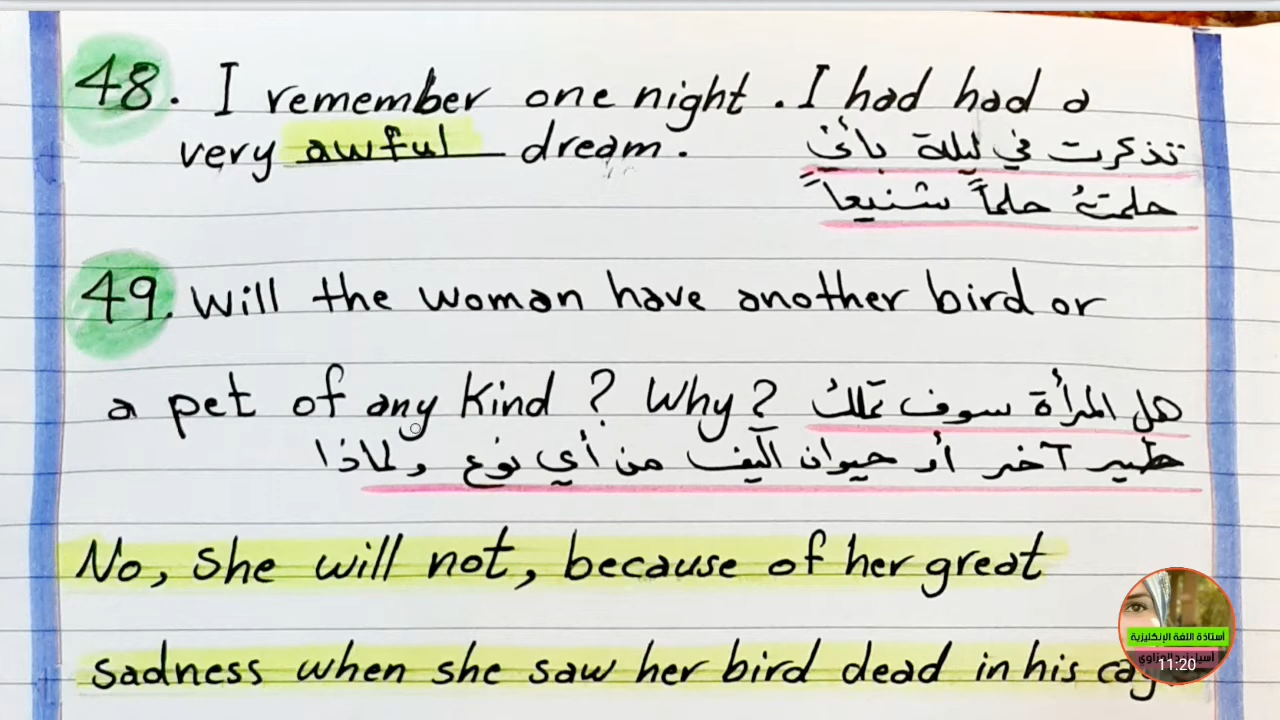 48. I remember one night. I had had a
very awful dream.
تذكرت في ليلة بأني
حلمتُ حلماً شنيعاً
49. Will the woman have another bird or
a pet of any kind? Why?
هل المرأة سوف تملك
طير آخر أو حيوان أليف من أي نوع ولماذا
No, she will not, because of her great
sadness when she saw her bird dead in his
أستاذة اللغة الإنكليزية
11:20